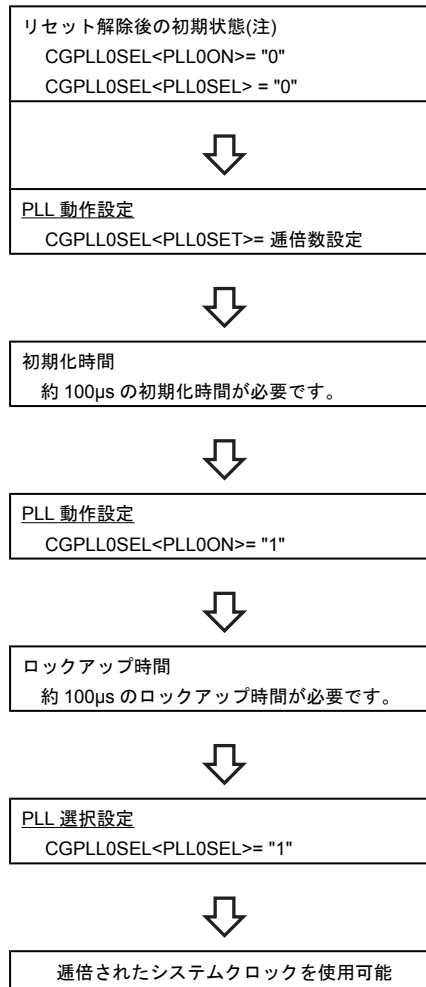 リセット解除後の初期状態(注)
CGPLL0SEL<PLL0ON>= "0"
CGPLL0SEL<PLL0SEL> = "0"
PLL 動作設定
CGPLL0SEL<PLL0SET>= 逓倍数設定
初期化時間
約 100µs の初期化時間が必要です。
PLL 動作設定
CGPLL0SEL<PLL0ON>= "1"
ロックアップ時間
約 100µs のロックアップ時間が必要です。
PLL 選択設定
CGPLL0SEL<PLL0SEL>= "1"
逓倍されたシステムクロックを使用可能